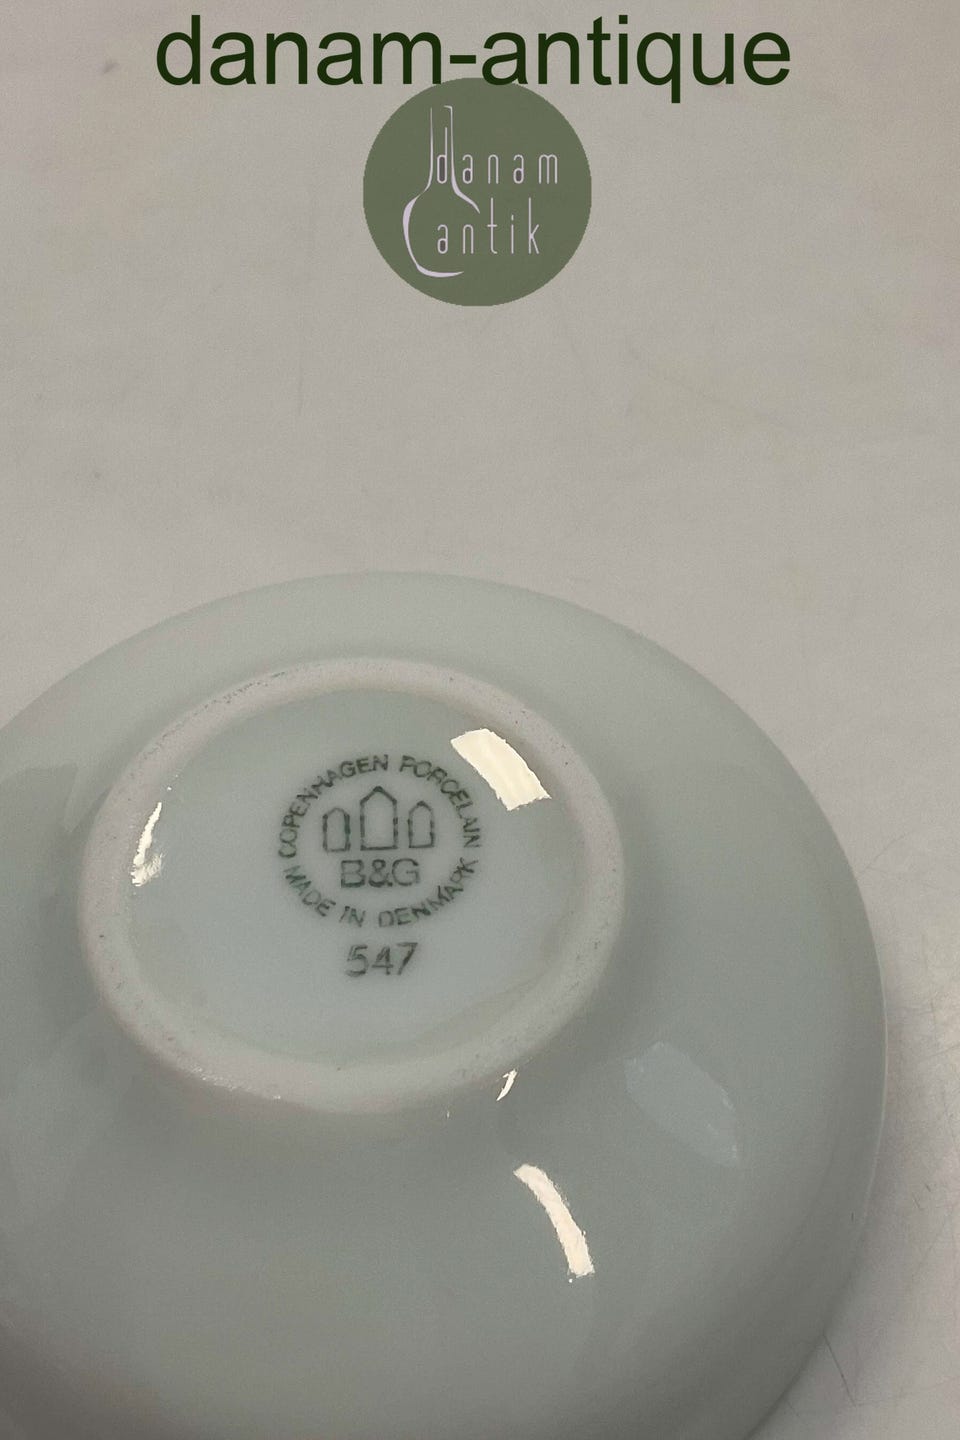 danam-antique
danam
antik
COPENHAGEN PORCELAIN
B&G
MADE IN DENMARK
547